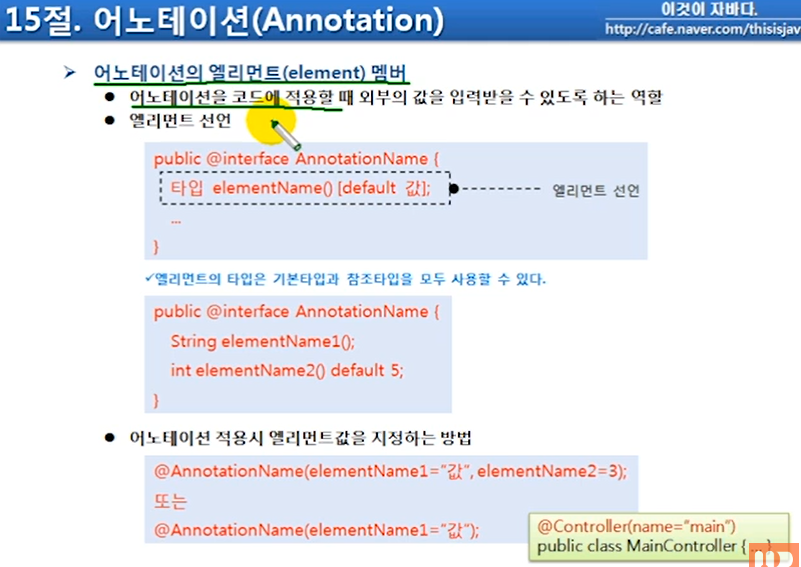 15절. 어노테이션(Annotation)
이것이 자바다.
http://cafe.naver.com/thisisjav
➢ 어노테이션의 엘리먼트(element) 멤버
● 어노테이션을 코드에 적용할 때 외부의 값을 입력받을 수 있도록 하는 역할
● 엘리먼트 선언
public @interface AnnotationName {
타입 elementName() [default 값];
엘리먼트 선언
...
}
✓엘리먼트의 타입은 기본타입과 참조타입을 모두 사용할 수 있다.
public @interface AnnotationName {
String elementName1();
int elementName2() default 5;
}
● 어노테이션 적용시 엘리먼트값을 지정하는 방법
@AnnotationName(elementName1="값", elementName2=3);
또는
@AnnotationName(elementName1="값");
@Controller(name="main")
public class MainController { ... }